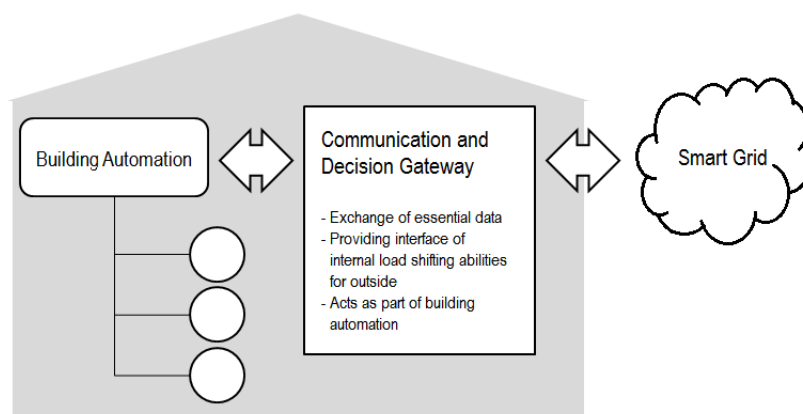 Building Automation
Communication and
Decision Gateway
- Exchange of essential data
- Providing interface of
internal load shifting abilities
for outside
- Acts as part of building
automation
Smart Grid